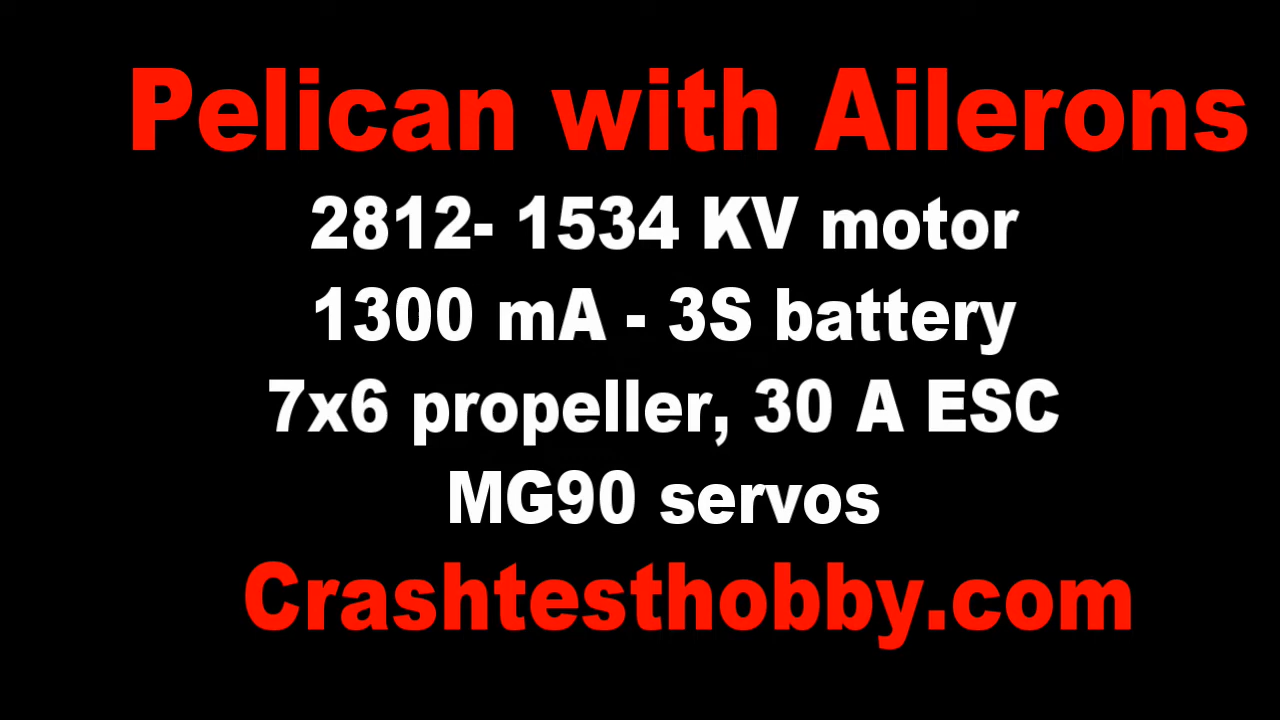 Pelican with Ailerons
2812- 1534 KV motor
1300 mA - 3S battery
7x6 propeller, 30 A ESC
MG90 servos
Crashtesthobby.com